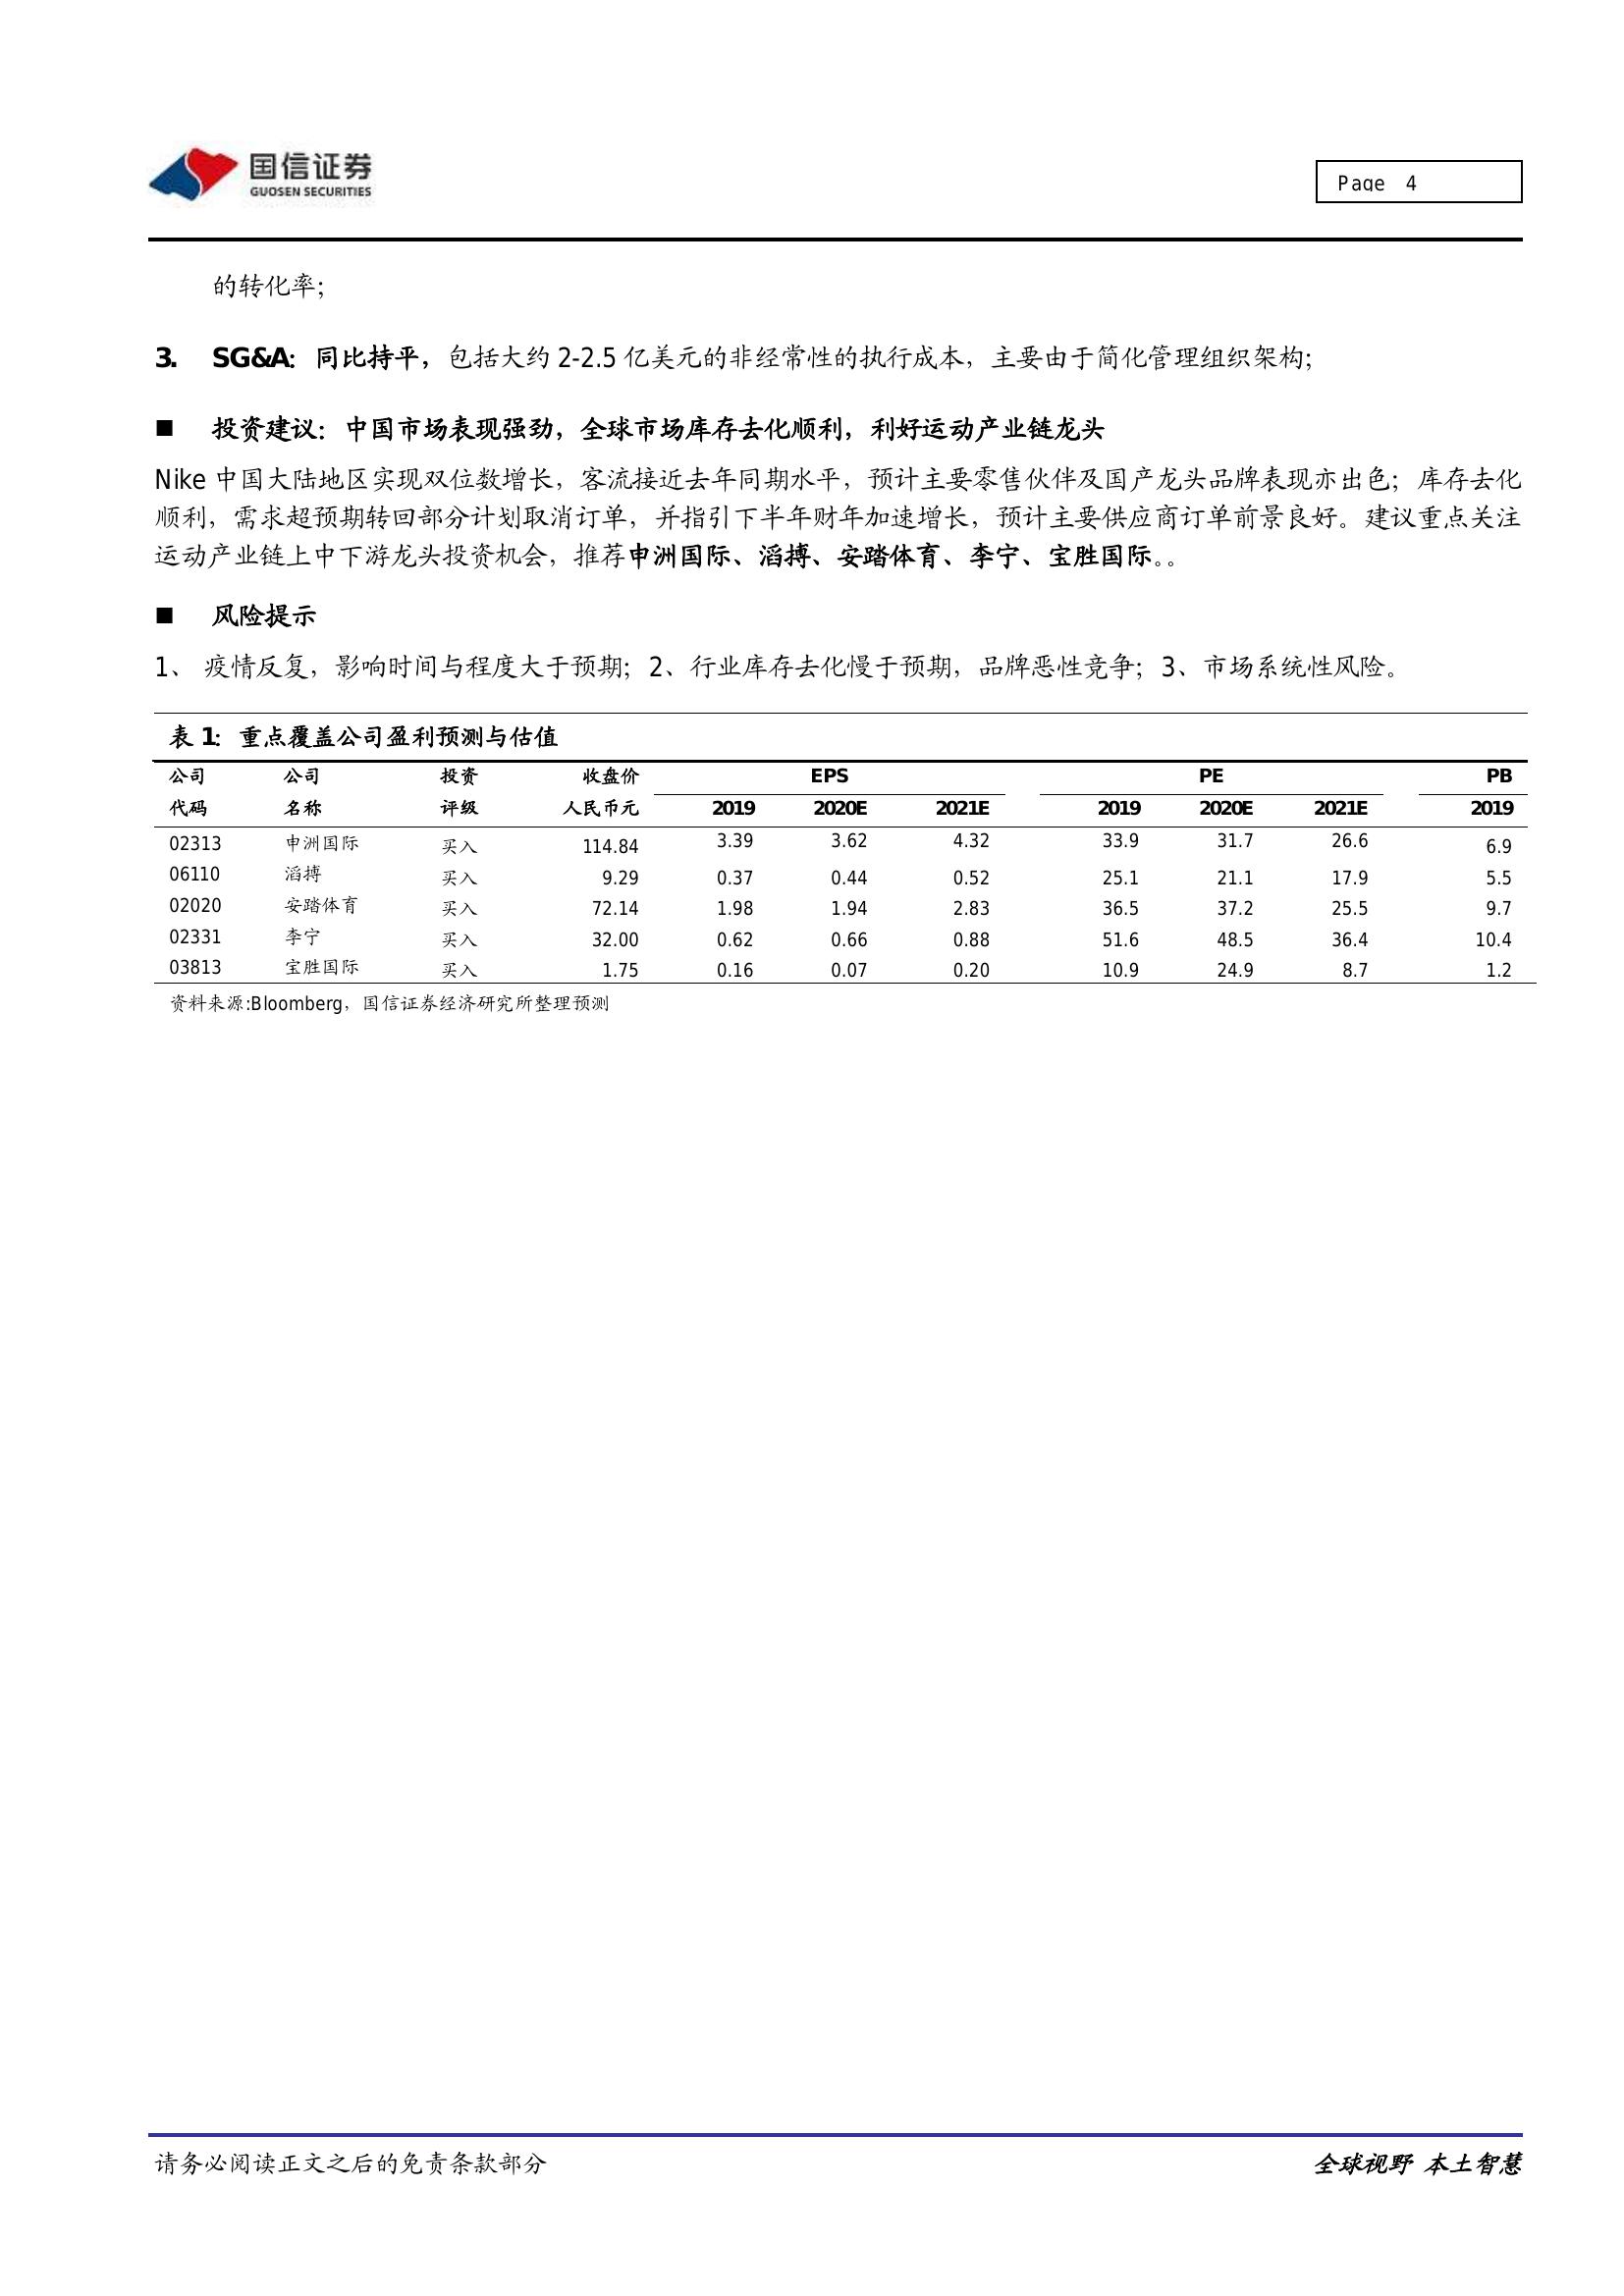 国信证券
GUOSEN SECURITIES
Page 4
的转化率；
3. SG&A：同比持平，包括大约 2-2.5 亿美元的非经常性的执行成本，主要由于简化管理组织架构；
■ 投资建议：中国市场表现强劲，全球市场库存去化顺利，利好运动产业链龙头
Nike 中国大陆地区实现双位数增长，客流接近去年同期水平，预计主要零售伙伴及国产龙头品牌表现亦出色；库存去化
顺利，需求超预期转回部分计划取消订单，并指引下半年财年加速增长，预计主要供应商订单前景良好。建议重点关注
运动产业链上中下游龙头投资机会，推荐申洲国际、滔搏、安踏体育、李宁、宝胜国际。。
■ 风险提示
1、 疫情反复，影响时间与程度大于预期；2、行业库存去化慢于预期，品牌恶性竞争；3、市场系统性风险。
表 1：重点覆盖公司盈利预测与估值
公司 公司 投资 收盘价 EPS PE PB
代码 名称 评级 人民币元 2019 2020E 2021E 2019 2020E 2021E 2019
02313 申洲国际 买入 114.84 3.39 3.62 4.32 33.9 31.7 26.6 6.9
06110 滔搏 买入 9.29 0.37 0.44 0.52 25.1 21.1 17.9 5.5
02020 安踏体育 买入 72.14 1.98 1.94 2.83 36.5 37.2 25.5 9.7
02331 李宁 买入 32.00 0.62 0.66 0.88 51.6 48.5 36.4 10.4
03813 宝胜国际 买入 1.75 0.16 0.07 0.20 10.9 24.9 8.7 1.2
资料来源:Bloomberg，国信证券经济研究所整理预测
请务必阅读正文之后的免责条款部分
全球视野 本土智慧